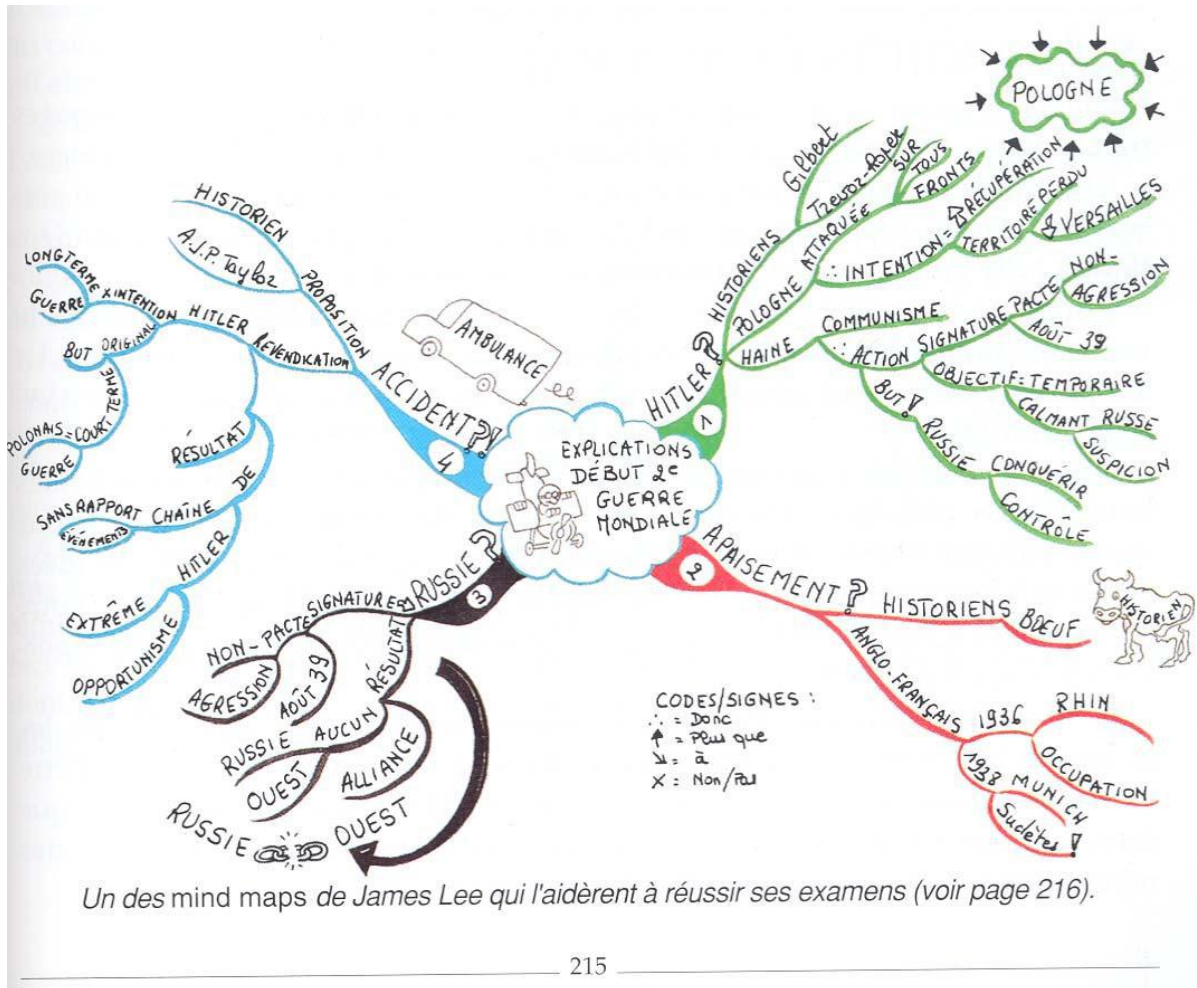 EXPLICATIONS
DÉBUT 2e
GUERRE
MONDIALE
1
HITLER?
HISTORIENS
Gilbert
Trevor-Roper
POLOGNE ATTAQUÉE
SUR
TOUS
FRONTS
∴ INTENTION =
RÉCUPÉRATION
TERRITOIRE PERDU
VERSAILLES
POLOGNE
HAINE
COMMUNISME
∴ ACTION
SIGNATURE PACTE
NON-
AGRESSION
AOÛT 39
OBJECTIF = TEMPORAIRE
CALMANT RUSSE
SUSPICION
BUT!
RUSSIE
CONQUÉRIR
CONTRÔLE
2
APAISEMENT?
HISTORIENS
BOEUF
HISTORIEN
ANGLO-FRANÇAIS
1936
RHIN
OCCUPATION
1938 MUNICH
Sudètes!
3
RUSSIE?
SIGNATURE
NON-PACTE
AGRESSION
AOÛT 39
RÉSULTAT
AUCUN
RUSSIE
OUEST
ALLIANCE
RUSSIE
OUEST
4
ACCIDENT?!
AMBULANCE
PROPOSITION
HISTORIEN
A.J.P. Taylor
REVENDICATION
HITLER
X INTENTION
LONG TERME
GUERRE
ORIGINAL
BUT
COURT TERME
POLONAIS =
GUERRE
RÉSULTAT
DE
CHAÎNE
SANS RAPPORT
ÉVÉNEMENTS
HITLER
EXTRÊME
OPPORTUNISME
CODES/SIGNES :
∴ = Donc
↑ = Plus que
↘ = à
X = Non/Pas
Un des mind maps de James Lee qui l'aidèrent à réussir ses examens (voir page 216).
215